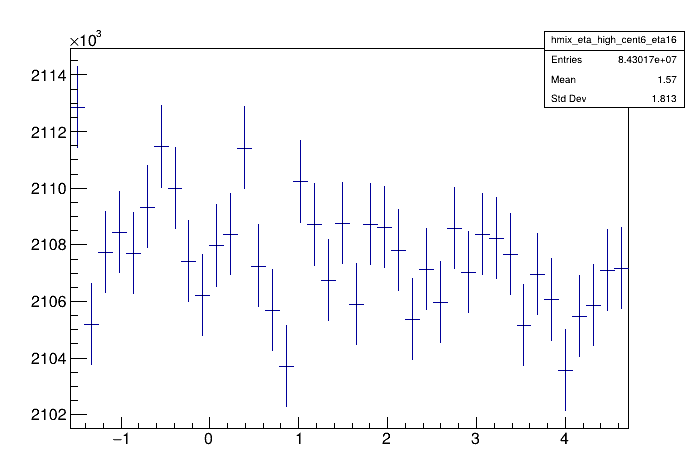 ×10³
hmix_eta_high_cent6_eta16
Entries 8.43017e+07
Mean 1.57
Std Dev 1.813
2114
2112
2110
2108
2106
2104
2102
−1 0 1 2 3 4